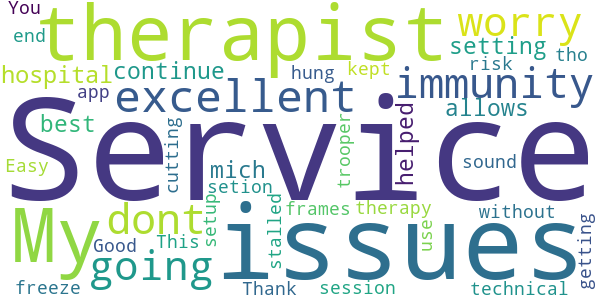 You therapist worry
end setting tho
hospital continue hung kept risk
app excellent immunity
best cutting Service helped trooper allows
Easy mich sound
setion
My dont issues
setup stalled frames therapy use without getting
Good This going
freeze Thank session technical